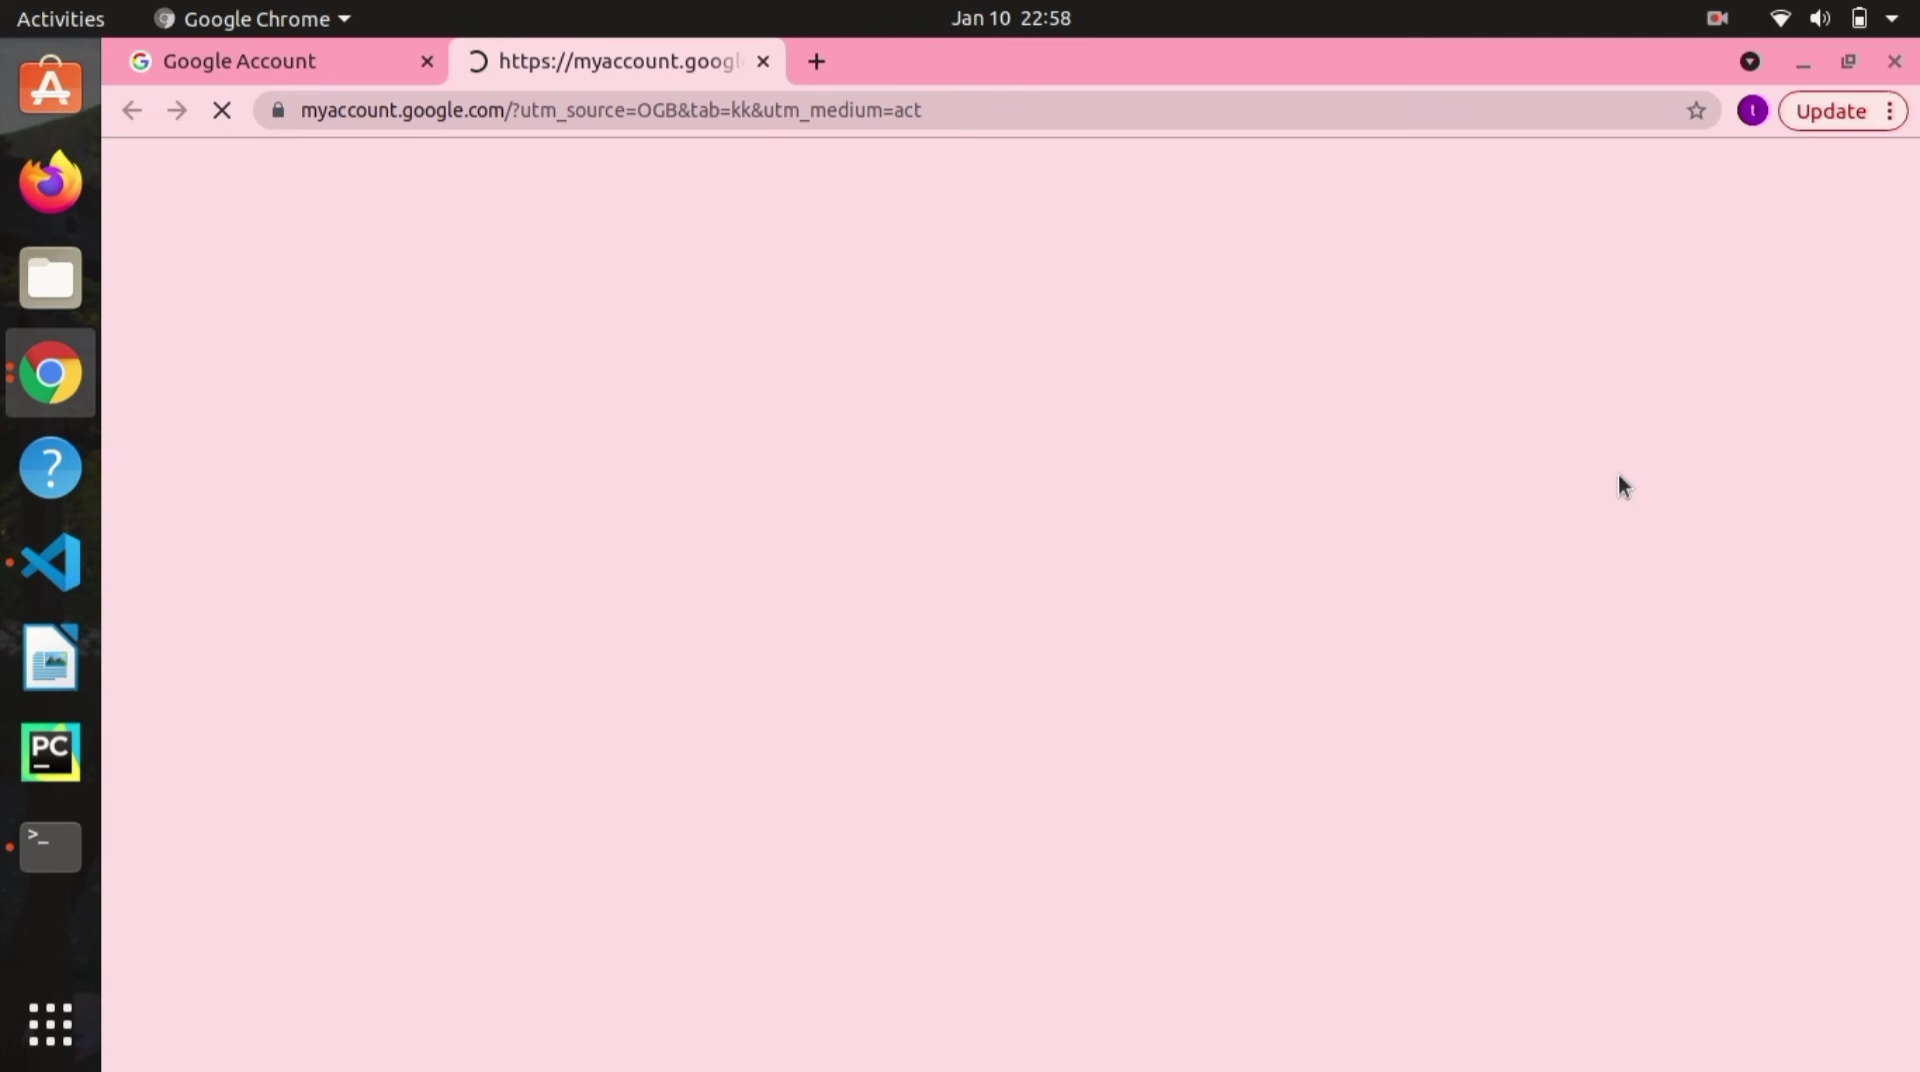 Activities
Google Chrome
Jan 10 22:58
Google Account
https://myaccount.googl
myaccount.google.com/?utm_source=OGB&tab=kk&utm_medium=act
t
Update
?
PC
>_